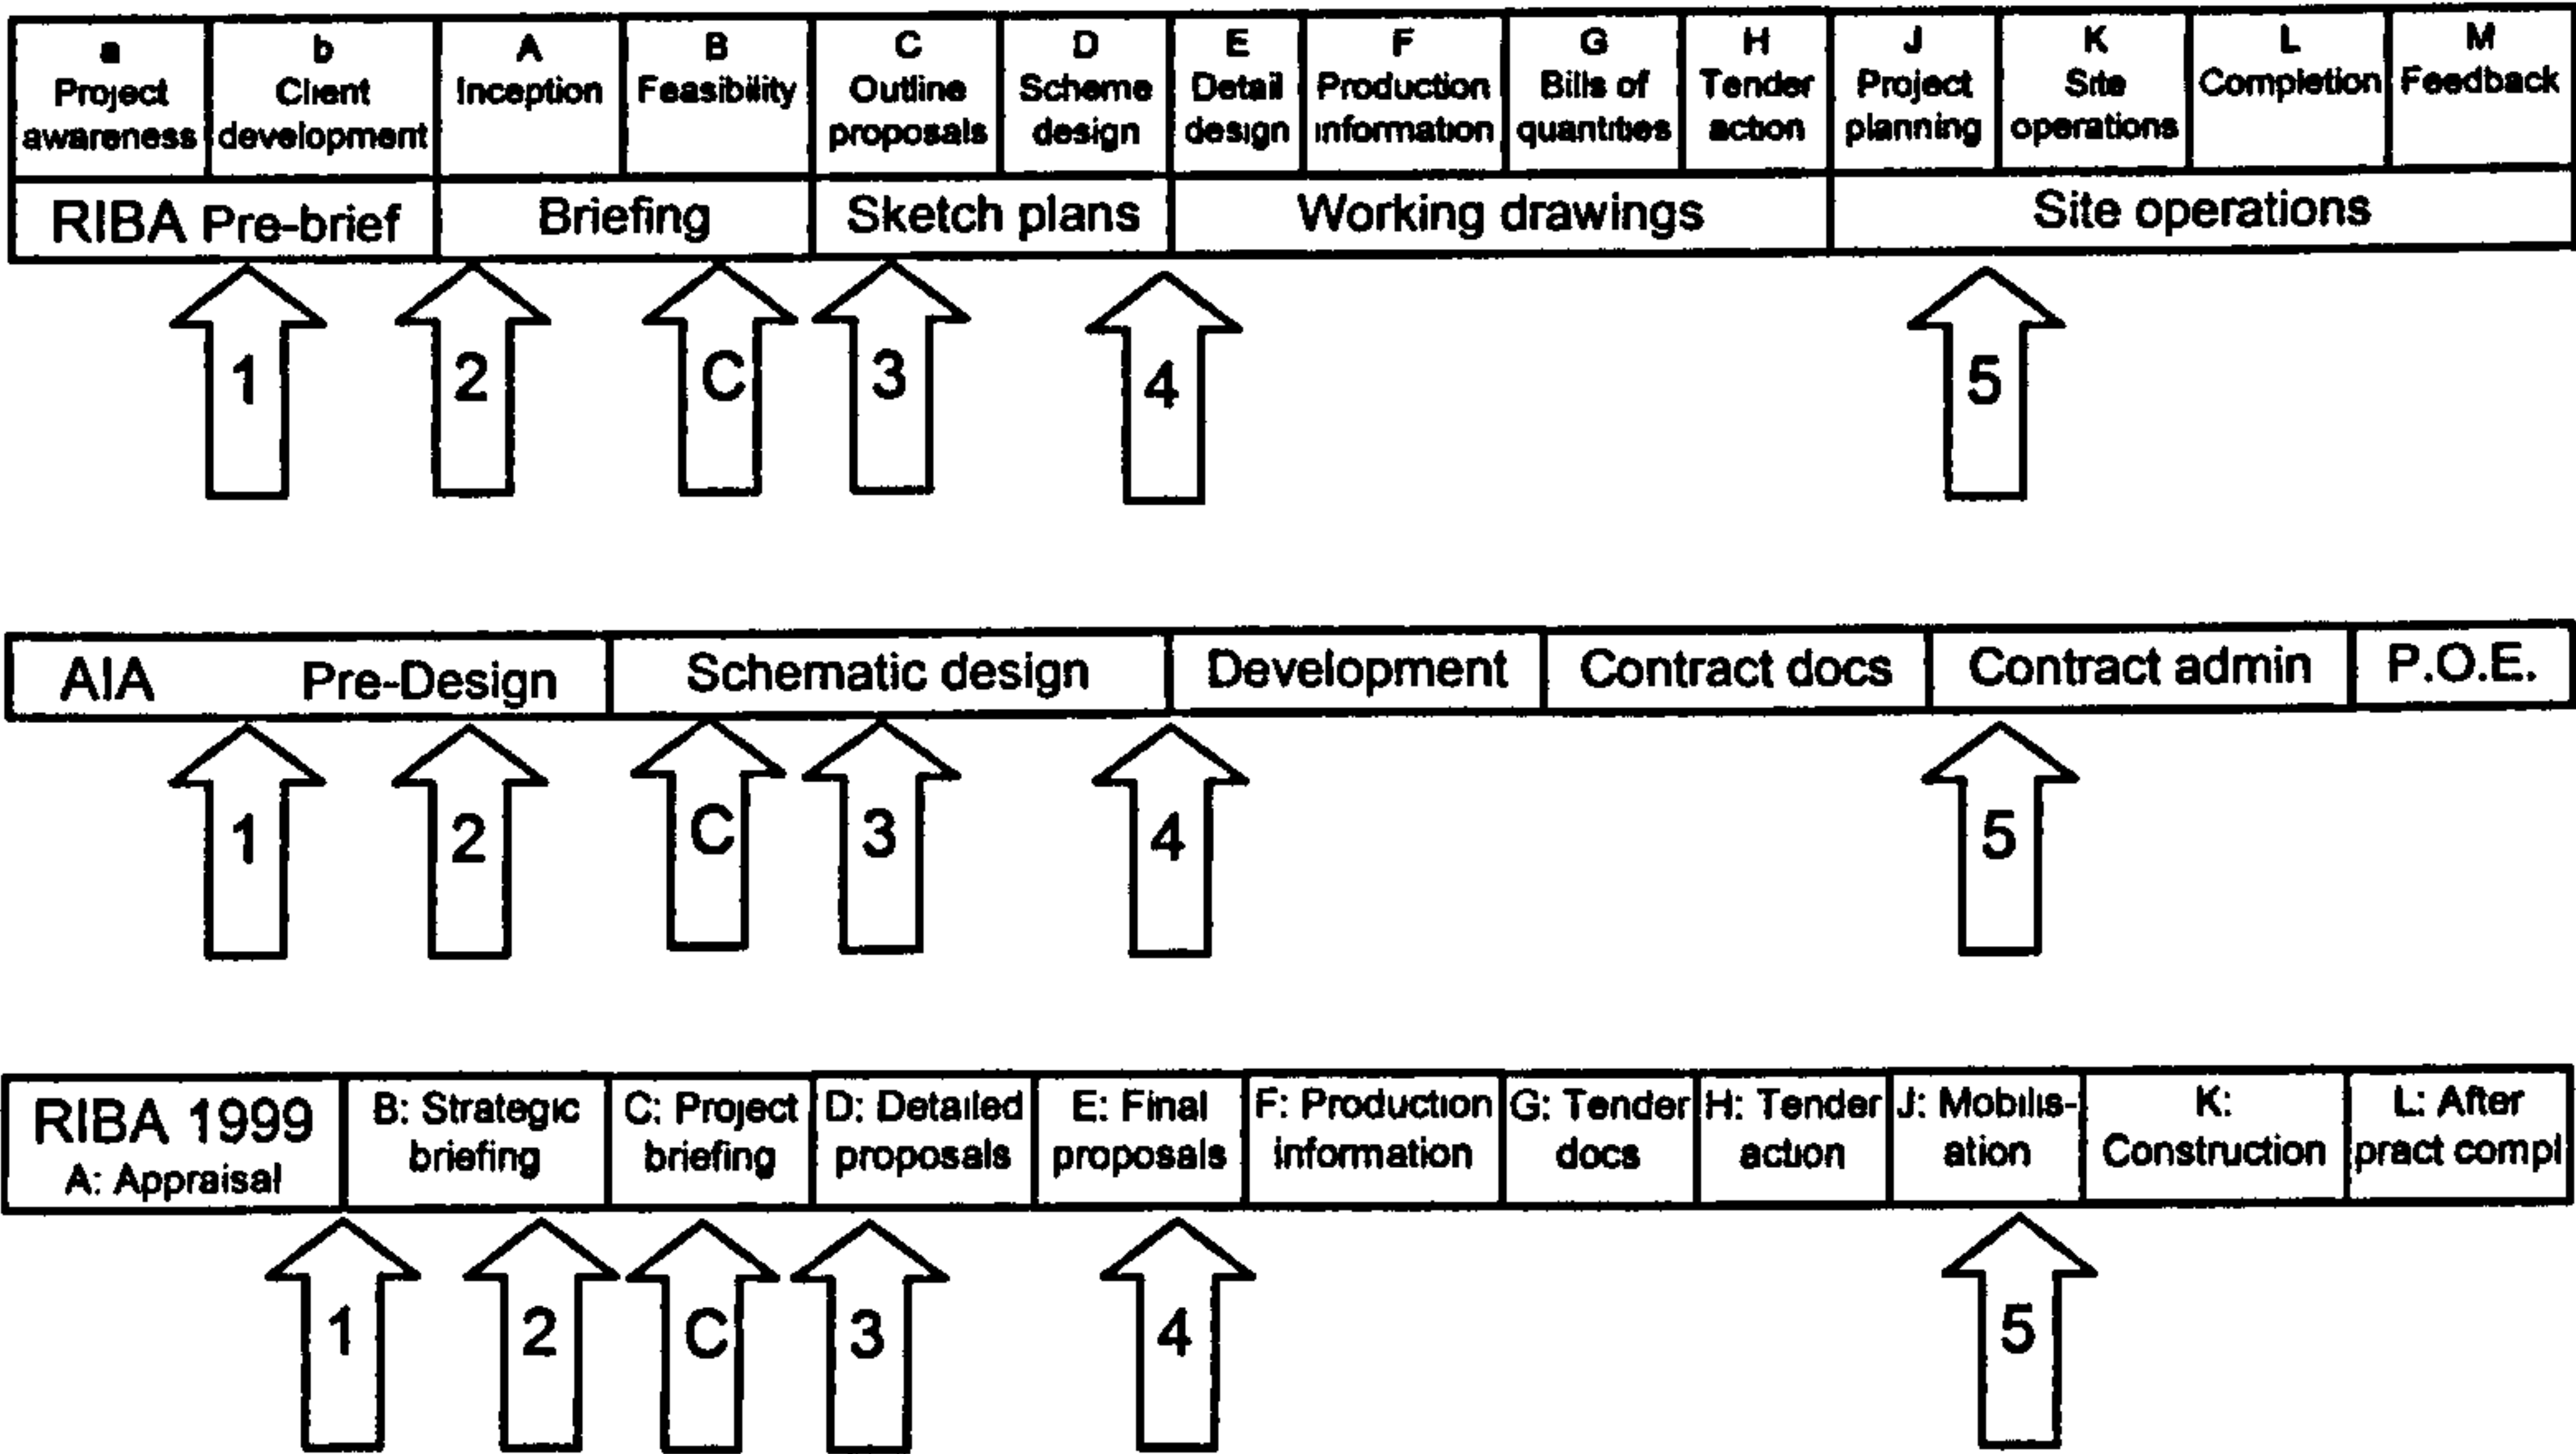 a
Project
awareness
b
Client
development
A
Inception
B
Feasibility
C
Outline
proposals
D
Scheme
design
E
Detail
design
F
Production
information
G
Bills of
quantities
H
Tender
action
J
Project
planning
K
Site
operations
L
Completion
M
Feedback
RIBA Pre-brief
Briefing
Sketch plans
Working drawings
Site operations
1
2
C
3
4
5
AIA Pre-Design
Schematic design
Development
Contract docs
Contract admin
P.O.E.
1
2
C
3
4
5
RIBA 1999
A: Appraisal
B: Strategic
briefing
C: Project
briefing
D: Detailed
proposals
E: Final
proposals
F: Production
information
G: Tender
docs
H: Tender
action
J: Mobilis-
ation
K:
Construction
L: After
pract compl
1
2
C
3
4
5